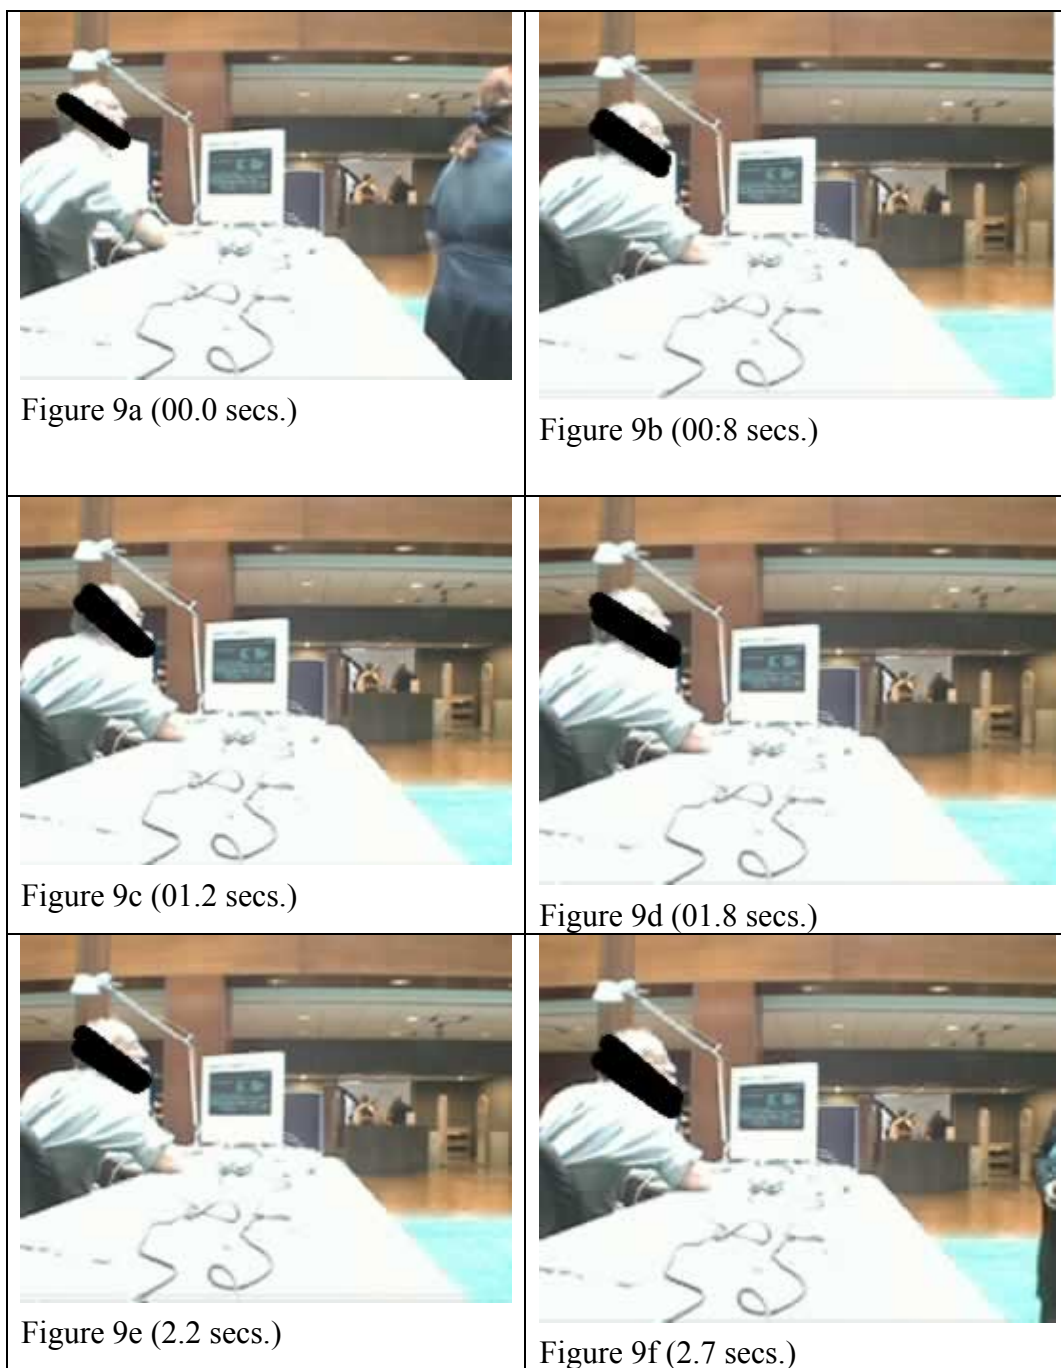 Figure 9a (00.0 secs.)
Figure 9b (00:8 secs.)
Figure 9c (01.2 secs.)
Figure 9d (01.8 secs.)
Figure 9e (2.2 secs.)
Figure 9f (2.7 secs.)